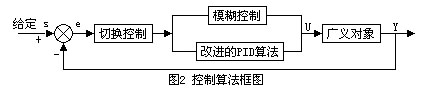 模糊控制
给定 s e 切换控制 U 广义对象 Y
+
-
改进的PID算法
图2 控制算法框图